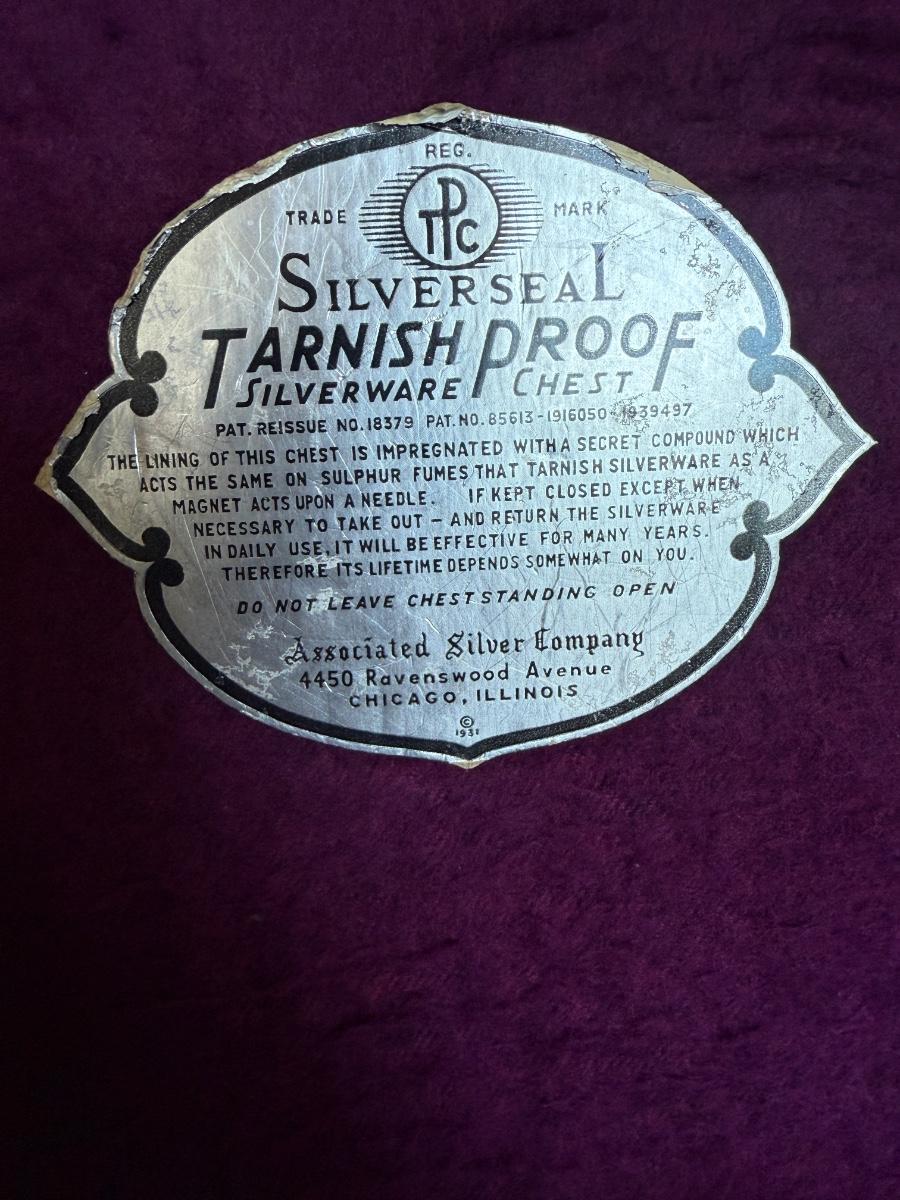 REG.
TPC
TRADE MARK
SILVERSEAL
TARNISH PROOF
SILVERWARE CHEST
PAT. REISSUE NO. 18379 PAT. NO. 85613-1916050-1939497
THE LINING OF THIS CHEST IS IMPREGNATED WITH A SECRET COMPOUND WHICH
ACTS THE SAME ON SULPHUR FUMES THAT TARNISH SILVERWARE AS A
MAGNET ACTS UPON A NEEDLE. IF KEPT CLOSED EXCEPT WHEN
NECESSARY TO TAKE OUT – AND RETURN THE SILVERWARE
IN DAILY USE, IT WILL BE EFFECTIVE FOR MANY YEARS.
THEREFORE ITS LIFETIME DEPENDS SOMEWHAT ON YOU.
DO NOT LEAVE CHEST STANDING OPEN
Associated Silver Company
4450 Ravenswood Avenue
CHICAGO, ILLINOIS
©
1931